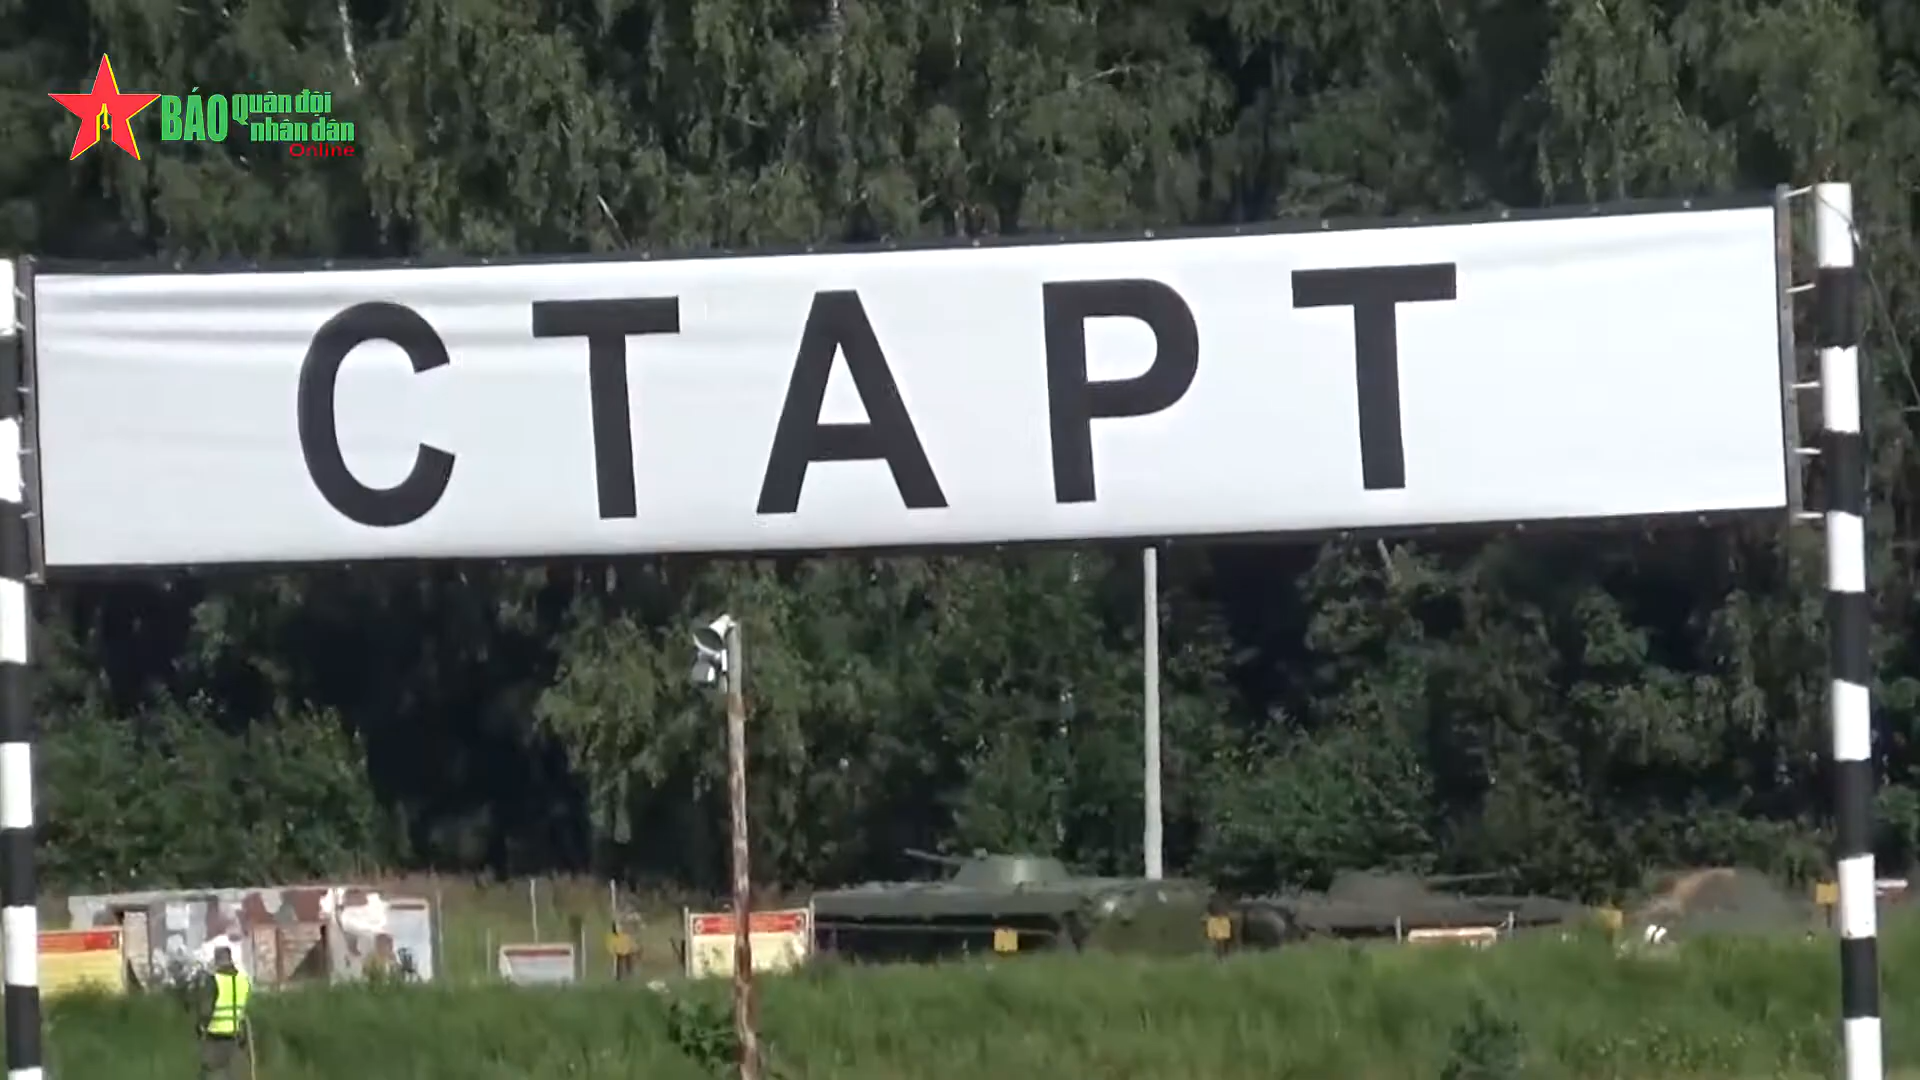 BÁO Quân đội
nhân dân
Online
СТАРТ